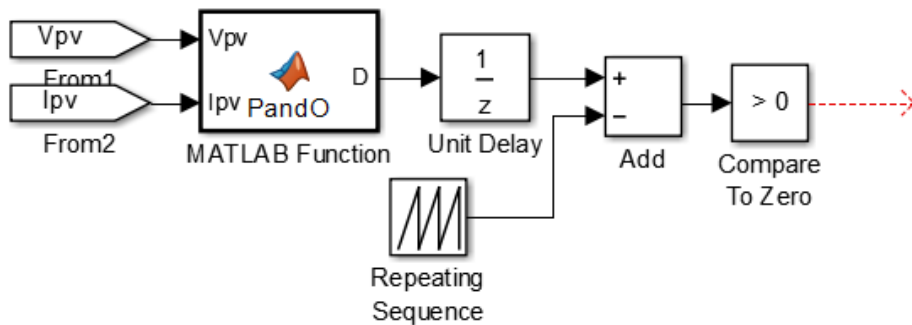 Vpv
From1
Ipv
From2
Vpv
Ipv
PandO
D
MATLAB Function
1
z
Unit Delay
Repeating
Sequence
+
−
Add
> 0
Compare
To Zero